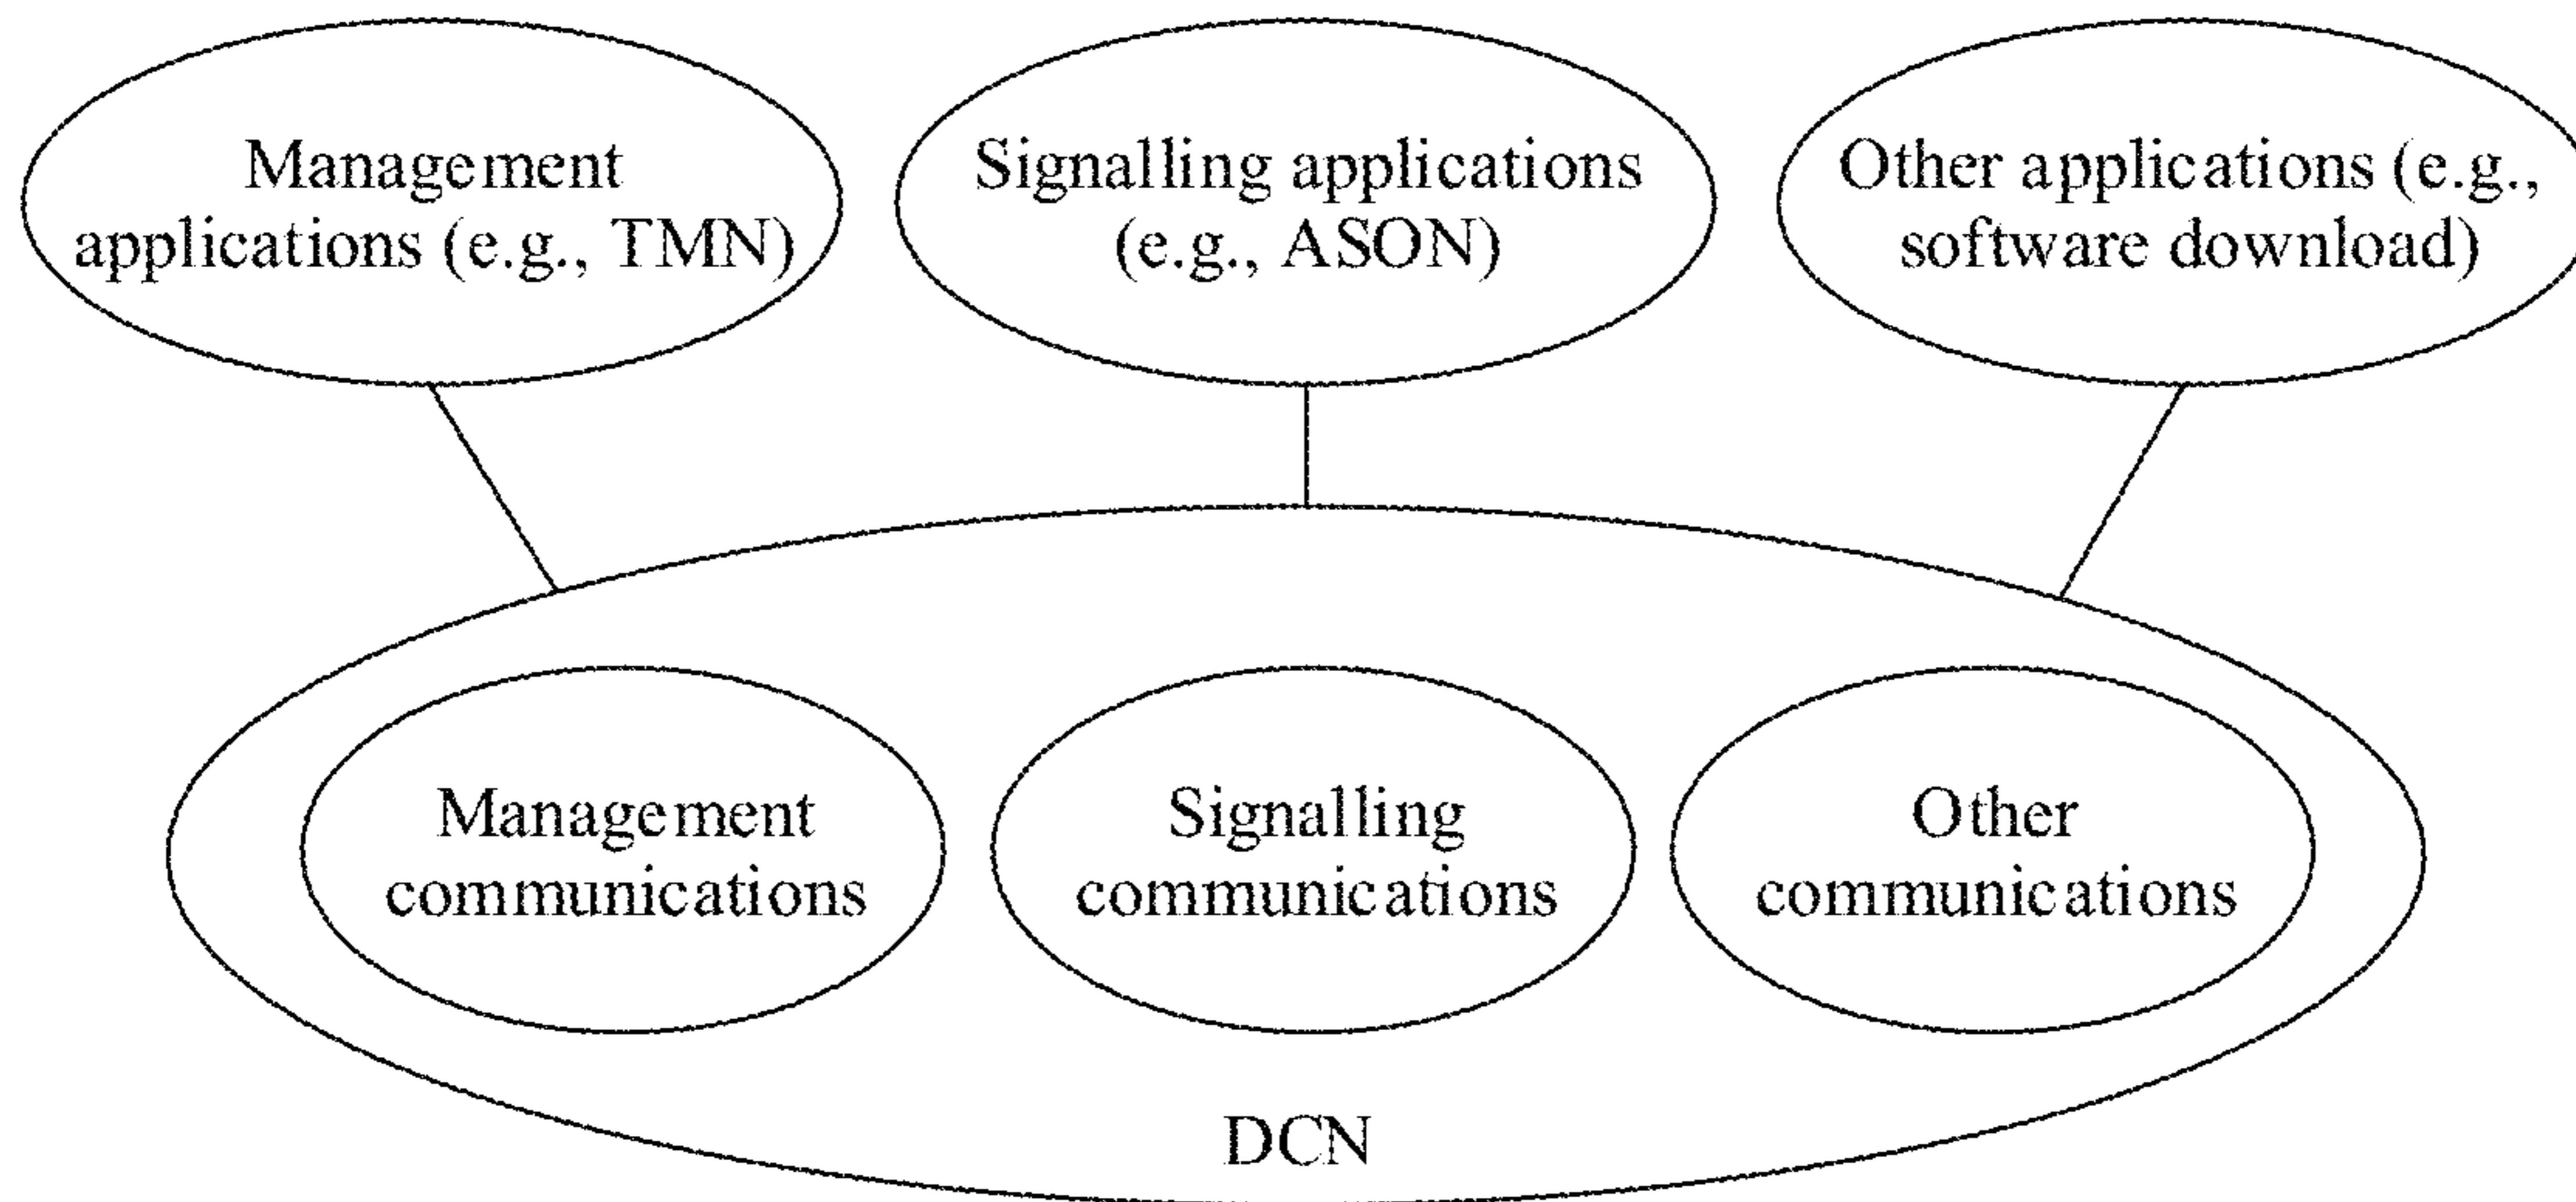 Management
applications (e.g., TMN)
Signalling applications
(e.g., ASON)
Other applications (e.g.,
software download)
Management
communications
Signalling
communications
Other
communications
DCN